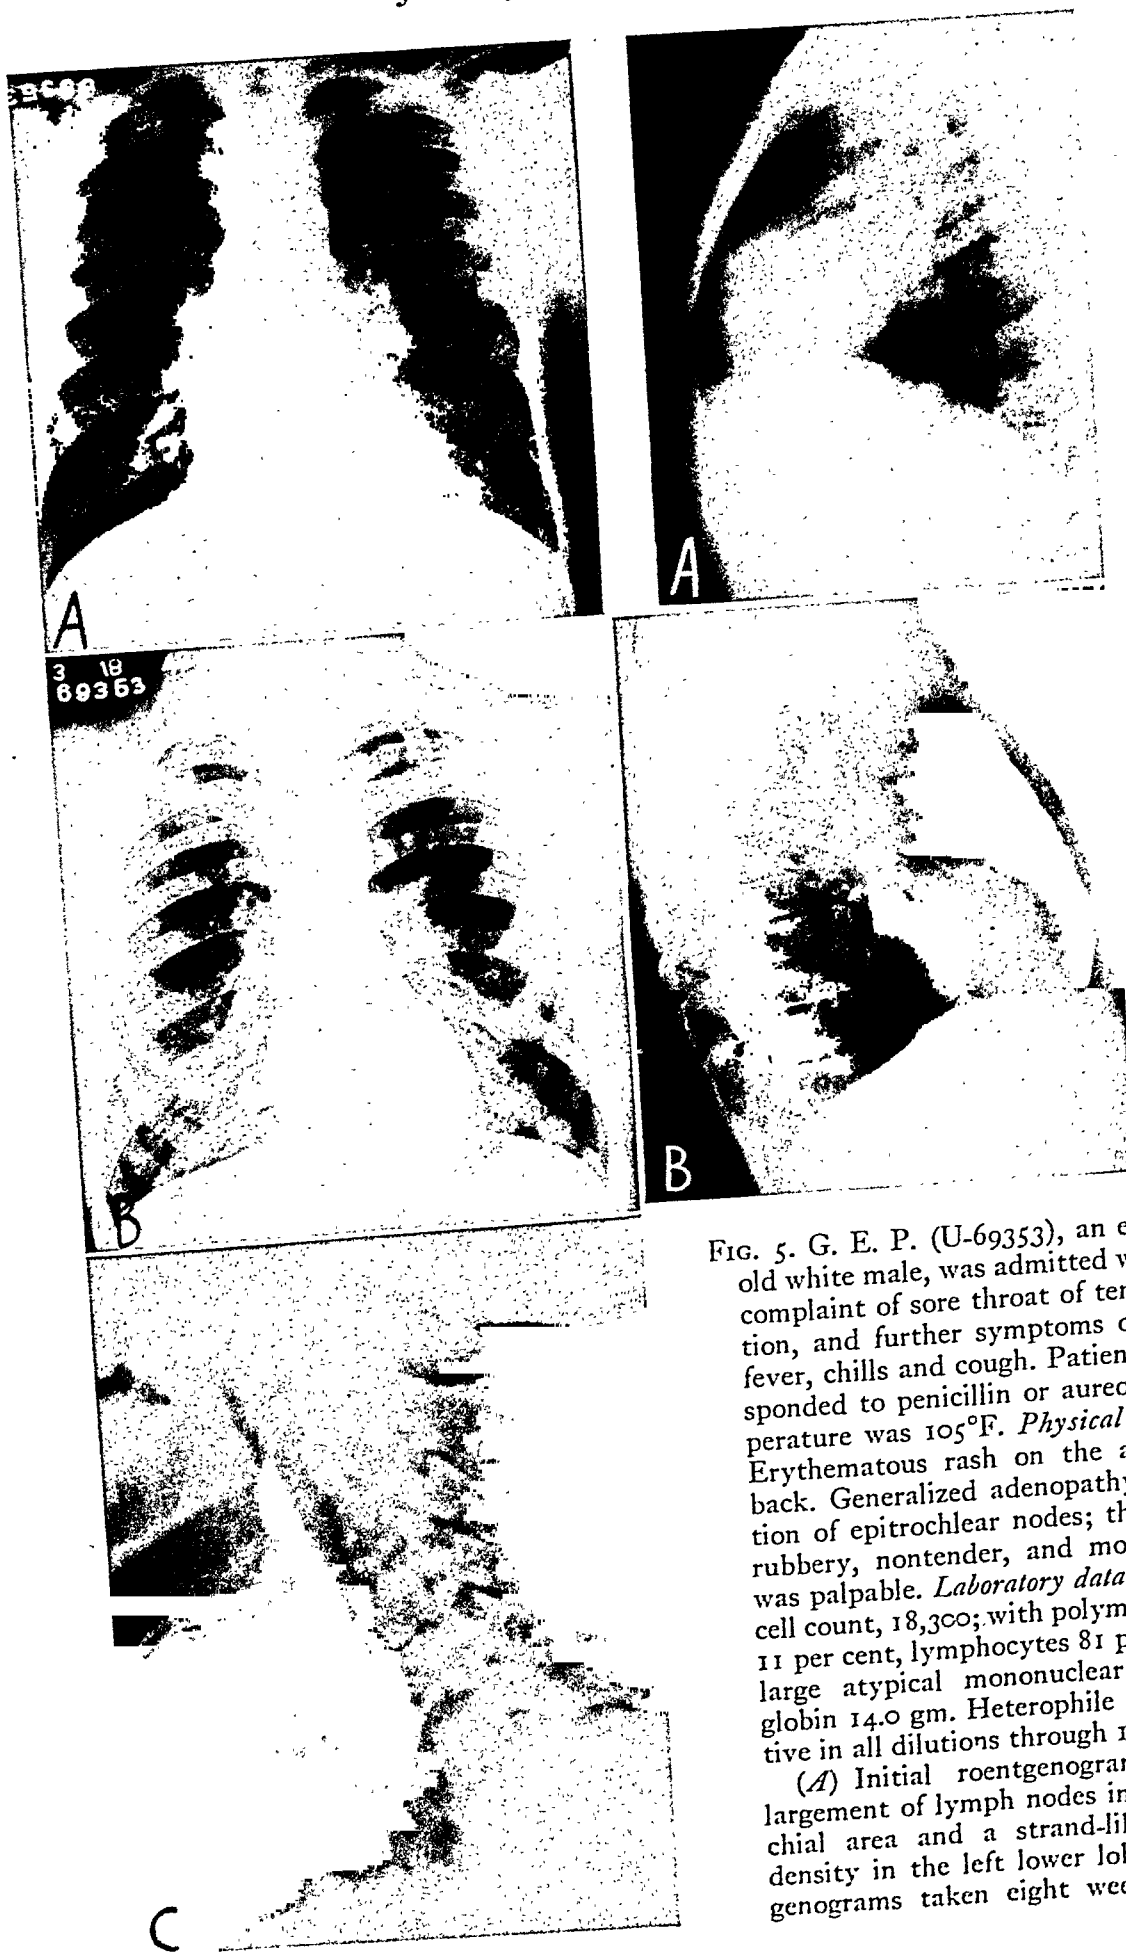 A
A
3 18
69353
B
B
C
FIG. 5. G. E. P. (U-69353), an e
old white male, was admitted w
complaint of sore throat of ten
tion, and further symptoms o
fever, chills and cough. Patien
sponded to penicillin or aureo
perature was 105°F. Physical
Erythematous rash on the a
back. Generalized adenopathy
tion of epitrochlear nodes; th
rubbery, nontender, and mo
was palpable. Laboratory data
cell count, 18,300; with polym
11 per cent, lymphocytes 81 p
large atypical mononuclear
globin 14.0 gm. Heterophile
tive in all dilutions through 1
(A) Initial roentgenogram
largement of lymph nodes in
chial area and a strand-lik
density in the left lower lob
genograms taken eight wee